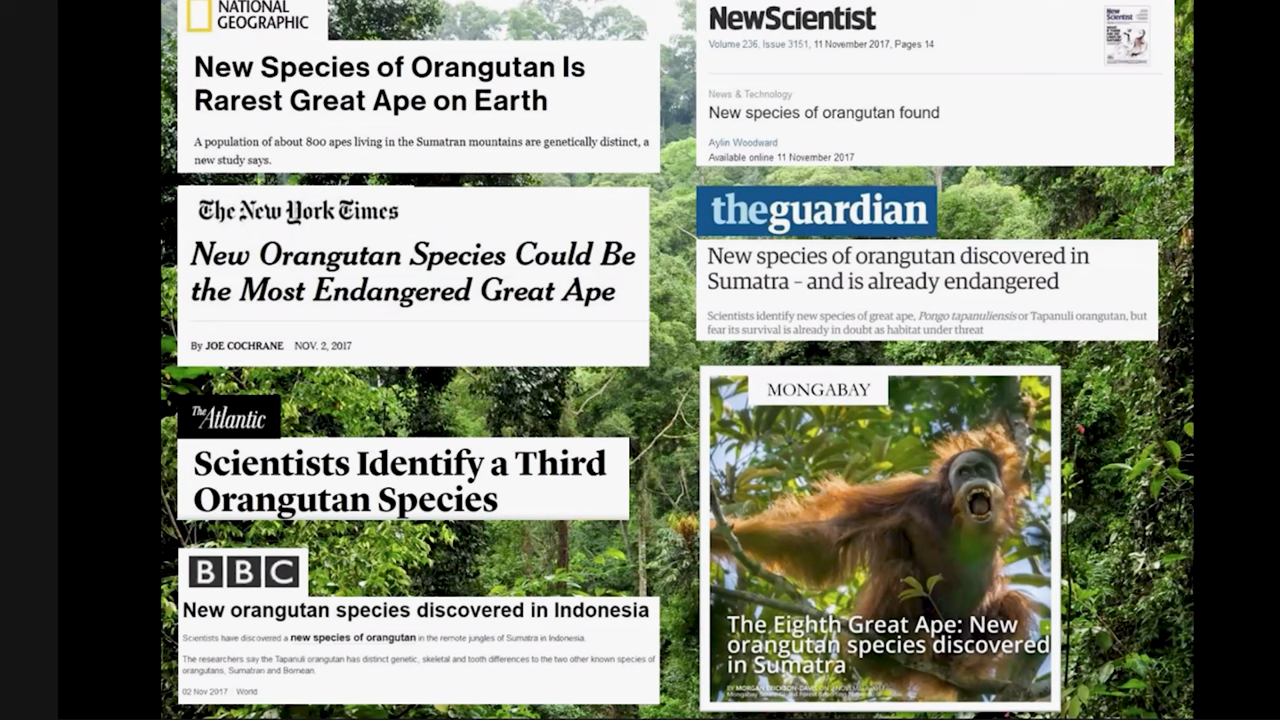 NATIONAL
GEOGRAPHIC
New Species of Orangutan Is
Rarest Great Ape on Earth
A population of about 800 apes living in the Sumatran mountains are genetically distinct, a
new study says.
The New York Times
New Orangutan Species Could Be
the Most Endangered Great Ape
By JOE COCHRANE NOV. 2, 2017
The Atlantic
Scientists Identify a Third
Orangutan Species
BBC
New orangutan species discovered in Indonesia
Scientists have discovered a new species of orangutan in the remote jungles of Sumatra in Indonesia.
The researchers say the Tapanuli orangutan has distinct genetic, skeletal and tooth differences to the two other known species of
orangutans, Sumatran and Bornean.
02 Nov 2017 World
NewScientist
Volume 236, Issue 3151, 11 November 2017, Pages 14
New
Scientist
News & Technology
New species of orangutan found
Aylin Woodward
Available online 11 November 2017
theguardian
New species of orangutan discovered in
Sumatra – and is already endangered
Scientists identify new species of great ape, Pongo tapanuliensis or Tapanuli orangutan, but
fear its survival is already in doubt as habitat under threat
MONGABAY
The Eighth Great Ape: New
orangutan species discovered
in Sumatra